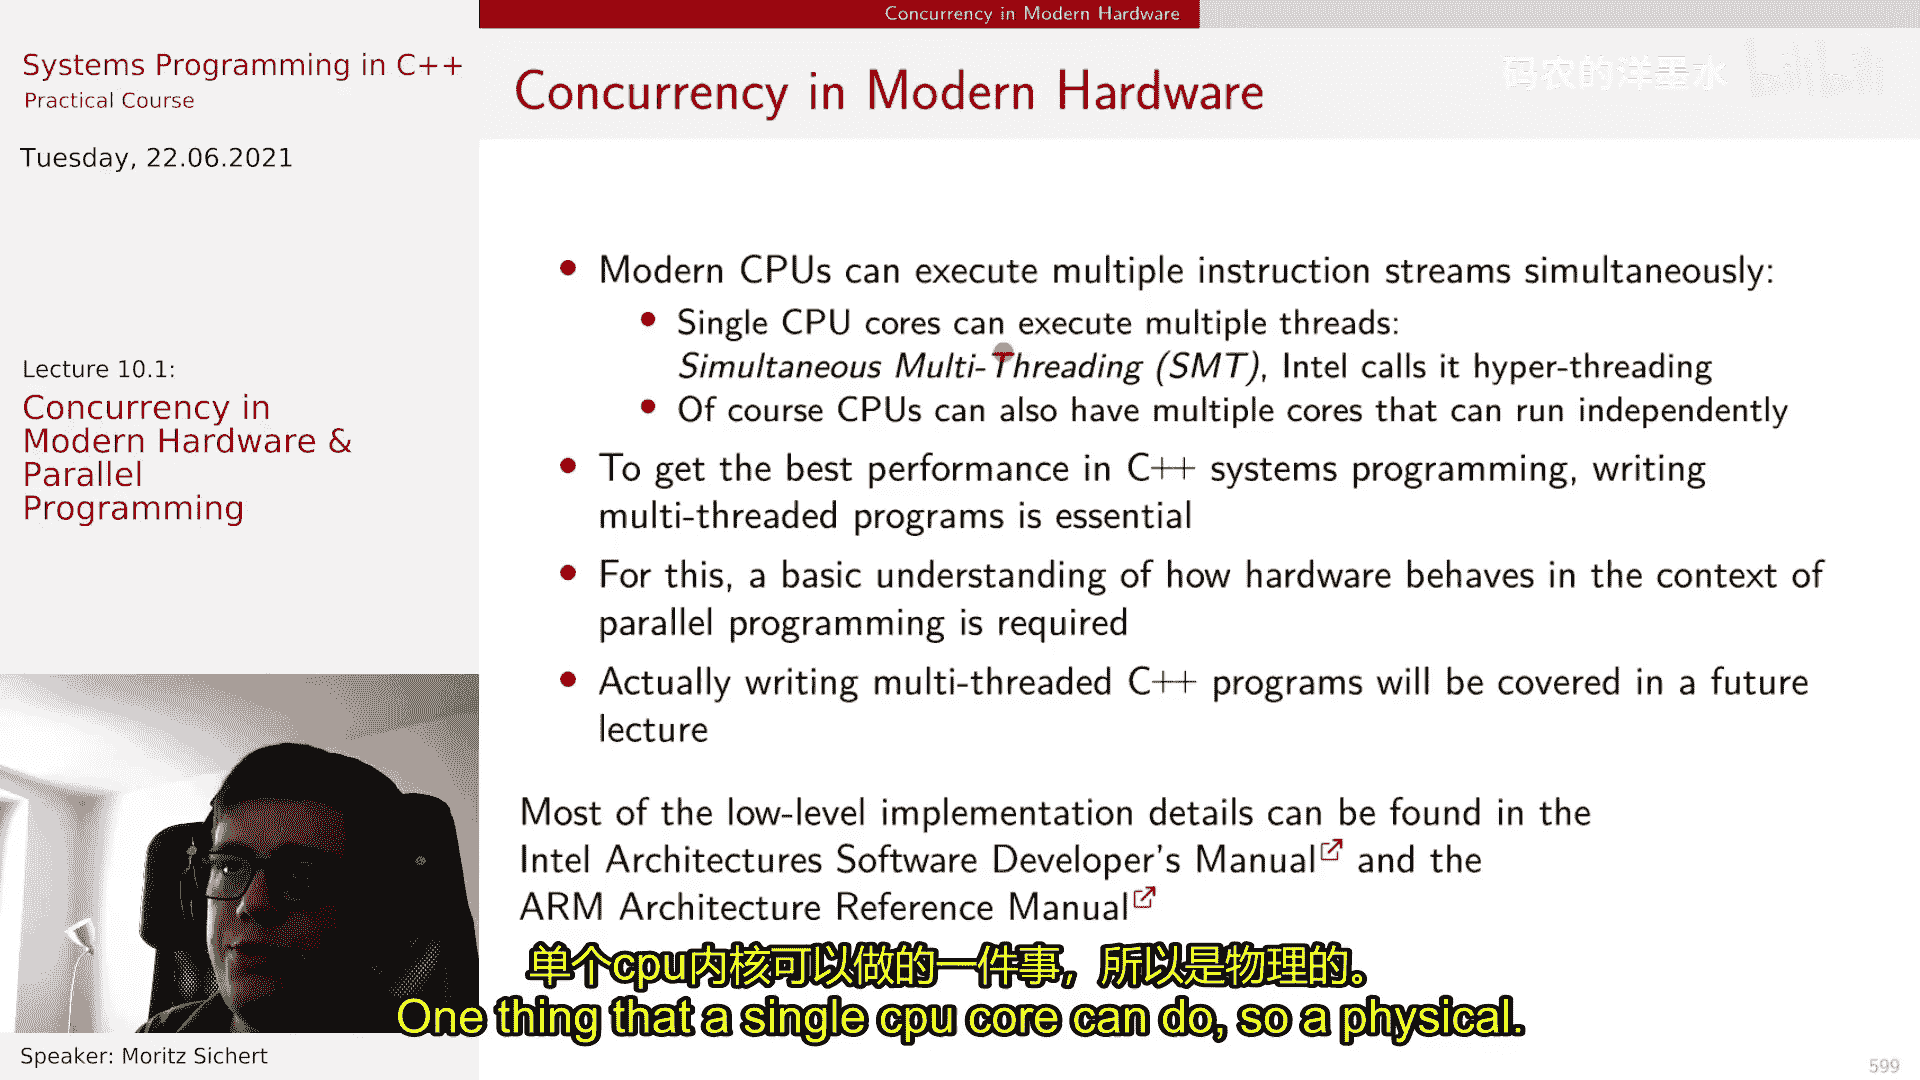 Concurrency in Modern Hardware
Systems Programming in C++
Practical Course
Tuesday, 22.06.2021
Lecture 10.1:
Concurrency in
Modern Hardware &
Parallel
Programming
Speaker: Moritz Sichert
Concurrency in Modern Hardware
码农的洋墨水 bilibili
Modern CPUs can execute multiple instruction streams simultaneously:
Single CPU cores can execute multiple threads:
Simultaneous Multi-Threading (SMT), Intel calls it hyper-threading
Of course CPUs can also have multiple cores that can run independently
To get the best performance in C++ systems programming, writing
multi-threaded programs is essential
For this, a basic understanding of how hardware behaves in the context of
parallel programming is required
Actually writing multi-threaded C++ programs will be covered in a future
lecture
Most of the low-level implementation details can be found in the
Intel Architectures Software Developer's Manual and the
ARM Architecture Reference Manual
单个cpu内核可以做的一件事，所以是物理的。
One thing that a single cpu core can do, so a physical.
599